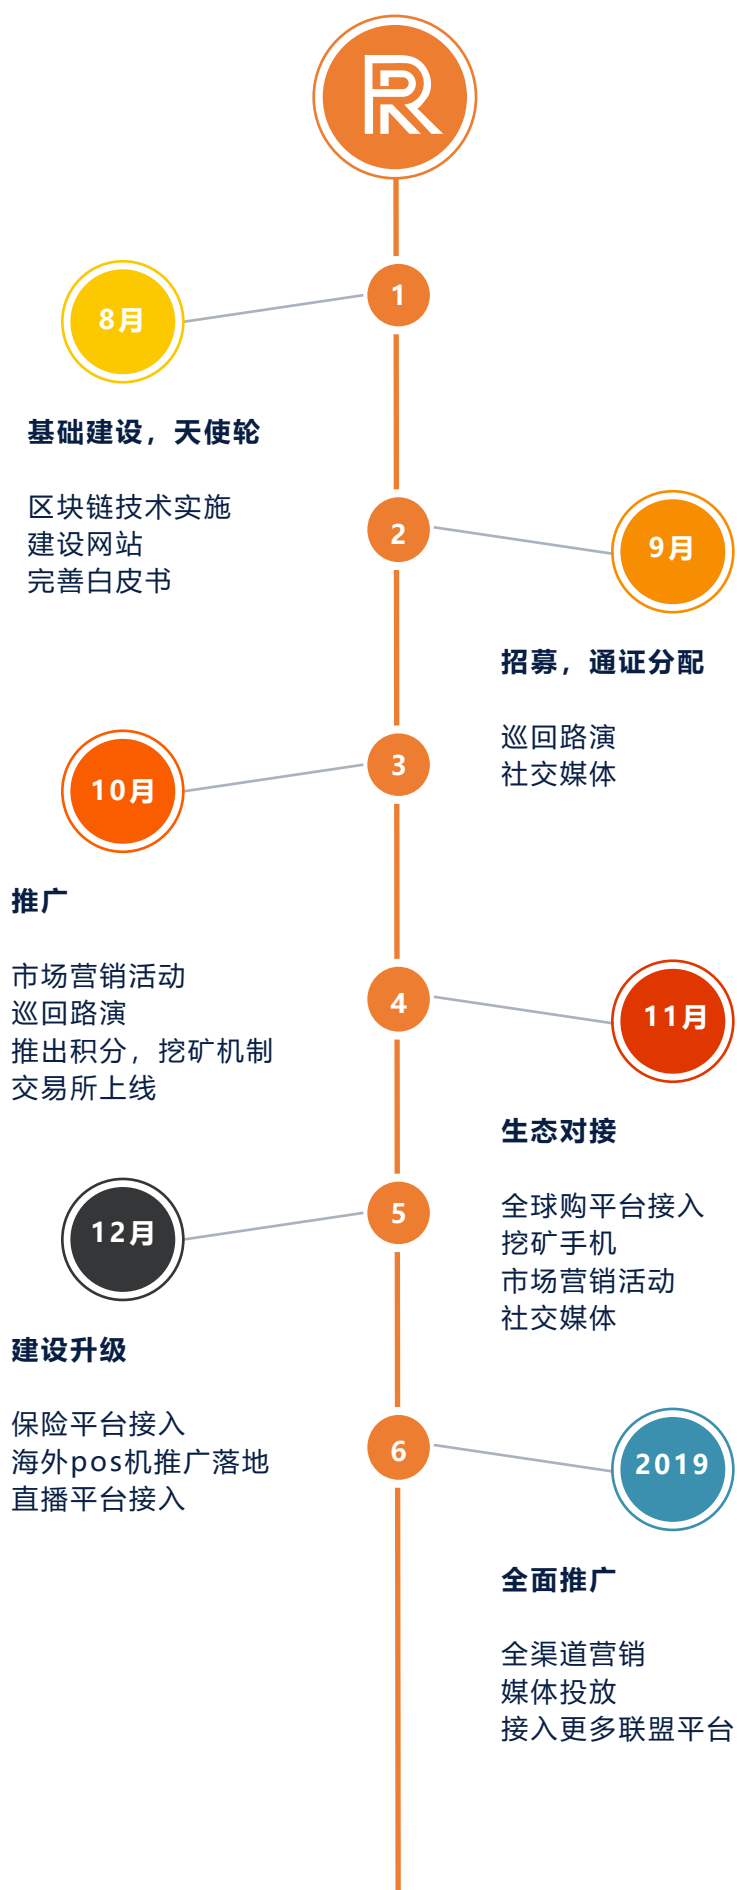 R
1
8月
基础建设，天使轮
区块链技术实施
建设网站
完善白皮书
2
9月
招募，通证分配
巡回路演
社交媒体
3
10月
推广
市场营销活动
巡回路演
推出积分，挖矿机制
交易所上线
4
11月
生态对接
全球购平台接入
挖矿手机
市场营销活动
社交媒体
5
12月
建设升级
保险平台接入
海外pos机推广落地
直播平台接入
6
2019
全面推广
全渠道营销
媒体投放
接入更多联盟平台